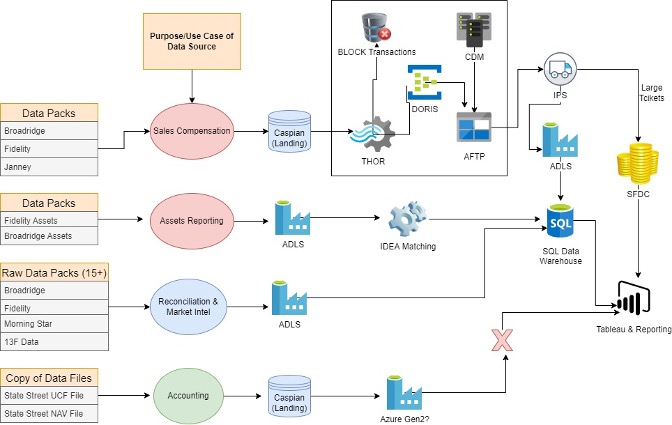 Purpose/Use Case of
Data Source
BLOCK Transactions
CDM
DORIS
THOR
AFTP
IPS
Large
Tcikets
Data Packs
Broadridge
Fidelity
Janney
Sales Compensation
Caspian
(Landing)
ADLS
SFDC
Data Packs
Fidelity Assets
Broadridge Assets
Assets Reporting
ADLS
IDEA Matching
SQL
SQL Data
Warehouse
Raw Data Packs (15+)
Broadridge
Fidelity
Morning Star
13F Data
Reconciliation &
Market Intel
ADLS
Tableau & Reporting
X
Copy of Data Files
State Street UCF File
State Street NAV File
Accounting
Caspian
(Landing)
Azure Gen2?